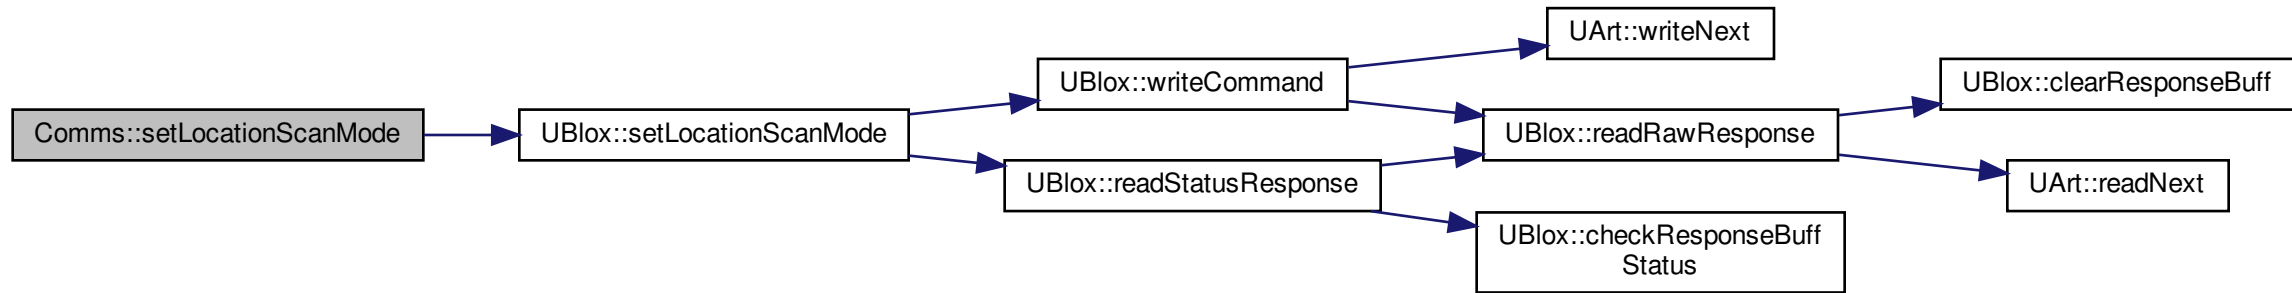 Comms::setLocationScanMode
UBlox::setLocationScanMode
UBlox::writeCommand
UBlox::readStatusResponse
UArt::writeNext
UBlox::readRawResponse
UBlox::checkResponseBuff
Status
UBlox::clearResponseBuff
UArt::readNext